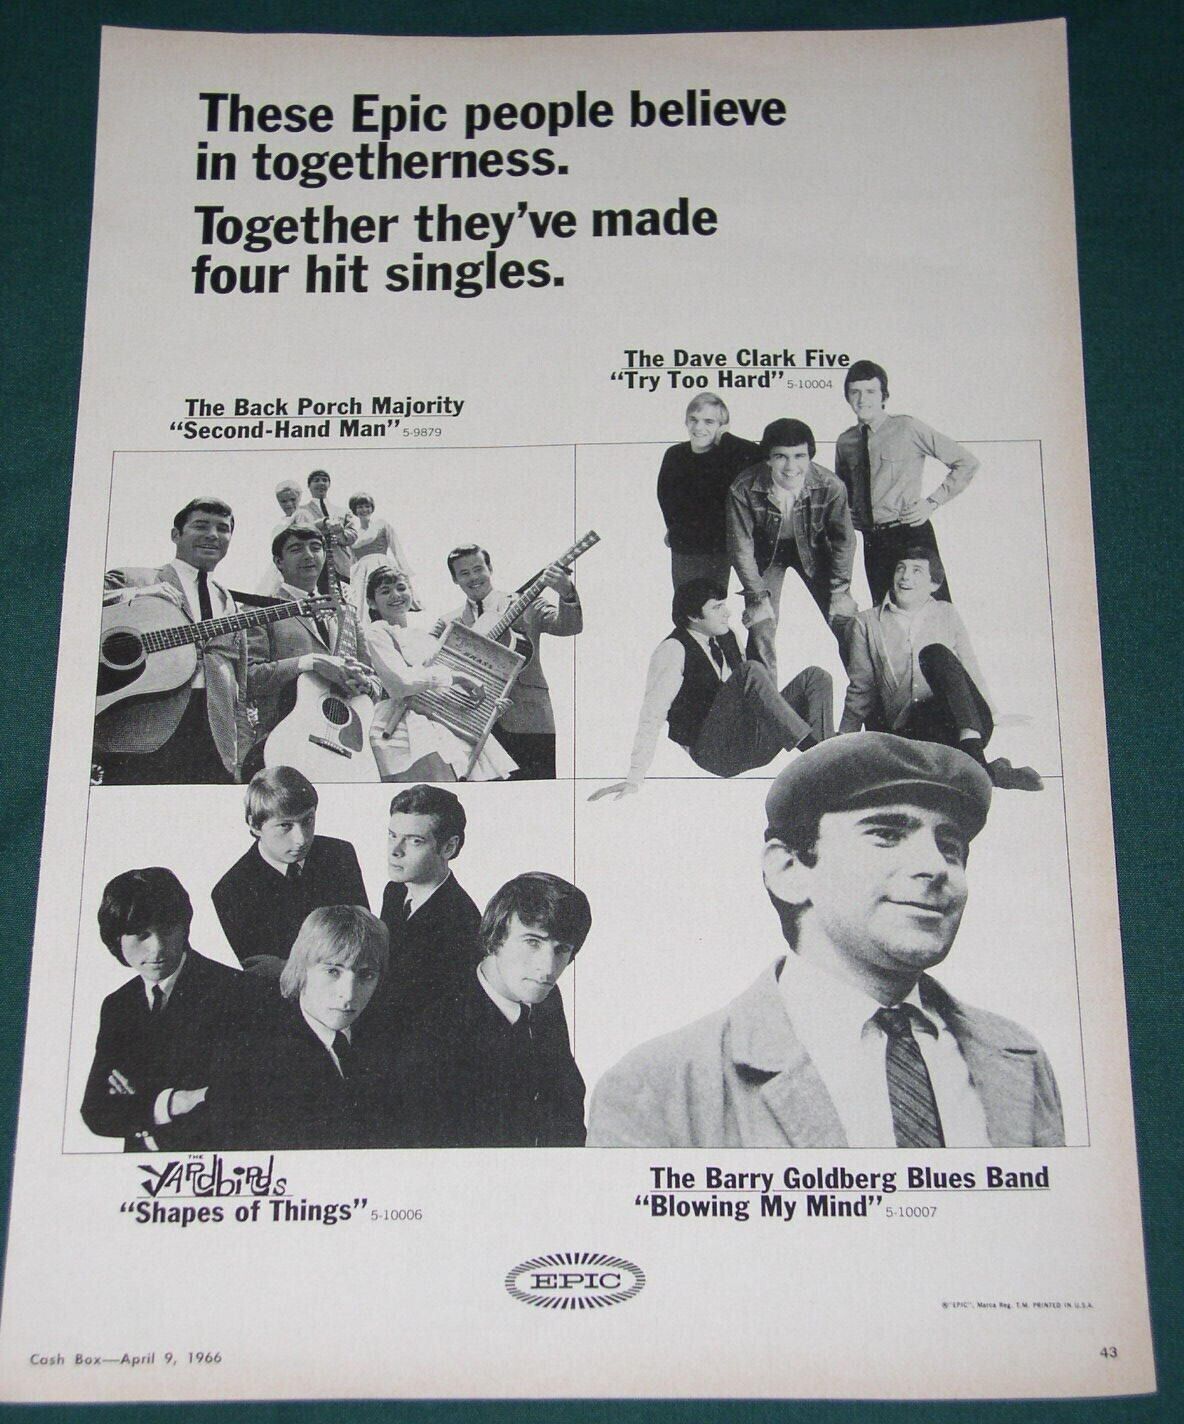 These Epic people believe
in togetherness.
Together they've made
four hit singles.
The Dave Clark Five
"Try Too Hard" 5-10004
The Back Porch Majority
"Second-Hand Man" 5-9879
THE
YARdbiRds
"Shapes of Things" 5-10006
The Barry Goldberg Blues Band
"Blowing My Mind" 5-10007
EPIC
®"EPIC", Marca Reg. T.M. PRINTED IN U.S.A.
Cash Box—April 9, 1966
43